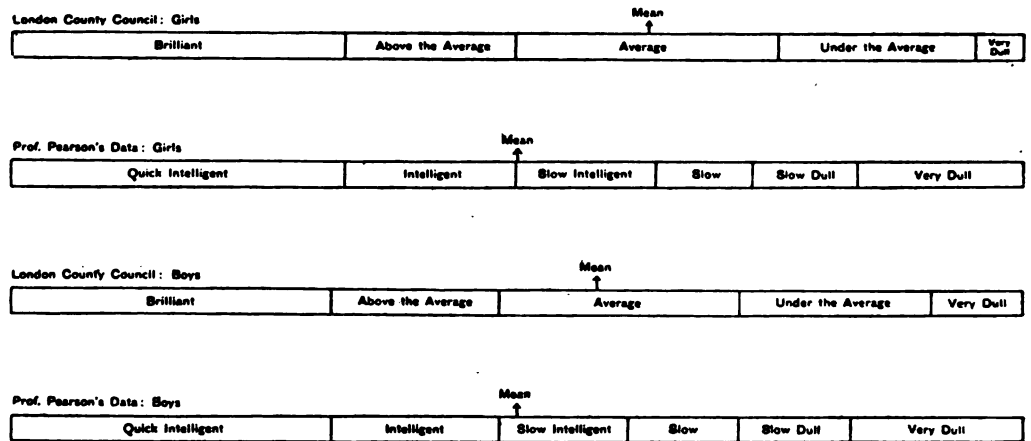 London County Council: Girls
Mean
Brilliant Above the Average Average Under the Average Very Dull
Prof. Pearson's Data: Girls
Mean
Quick Intelligent Intelligent Slow Intelligent Slow Slow Dull Very Dull
London County Council: Boys
Mean
Brilliant Above the Average Average Under the Average Very Dull
Prof. Pearson's Data: Boys
Mean
Quick Intelligent Intelligent Slow Intelligent Slow Slow Dull Very Dull